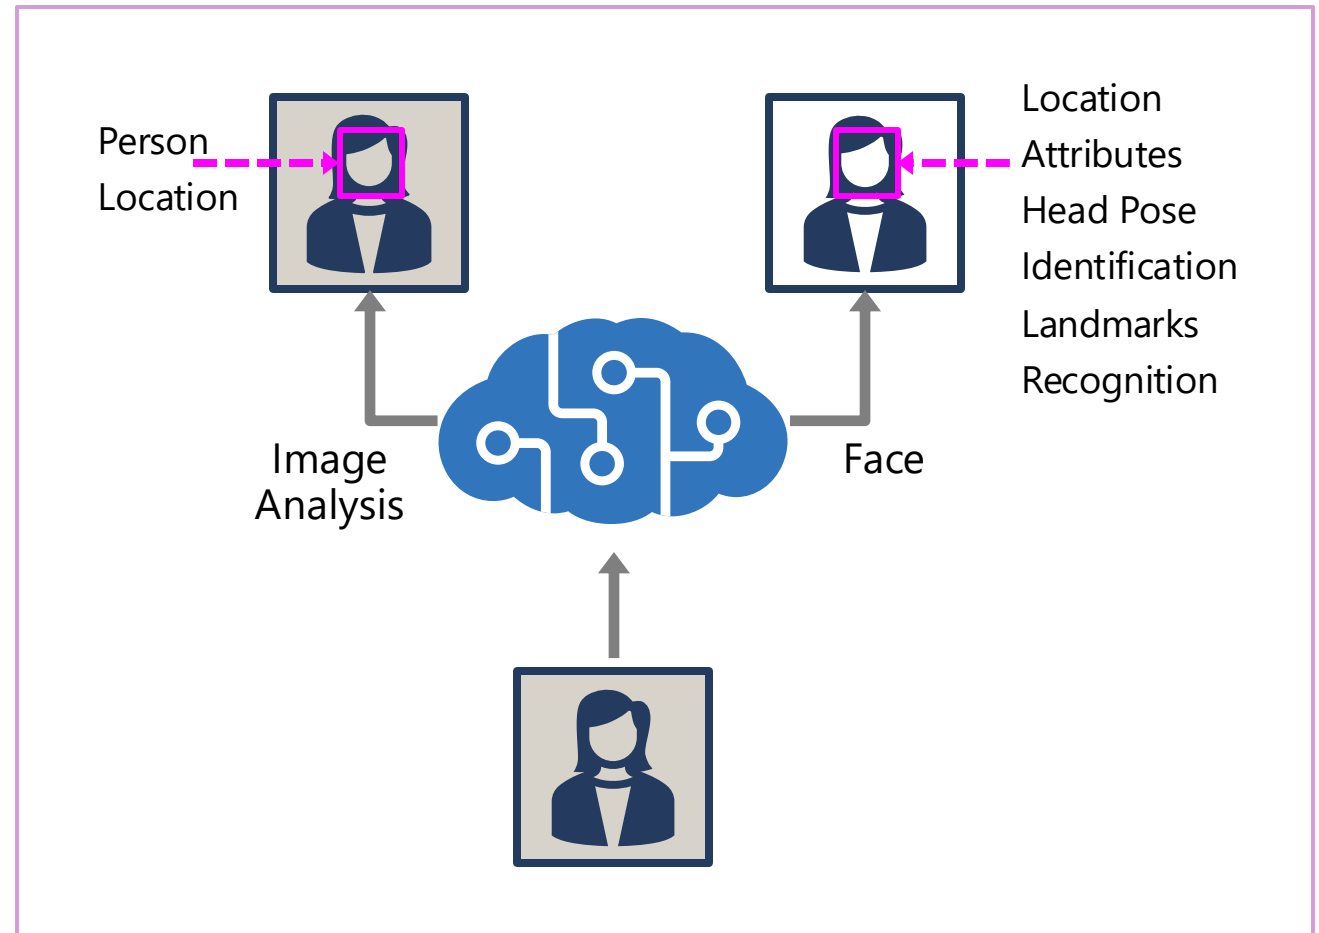 Person
Location
Location
Attributes
Head Pose
Identification
Landmarks
Recognition
Image
Analysis
Face